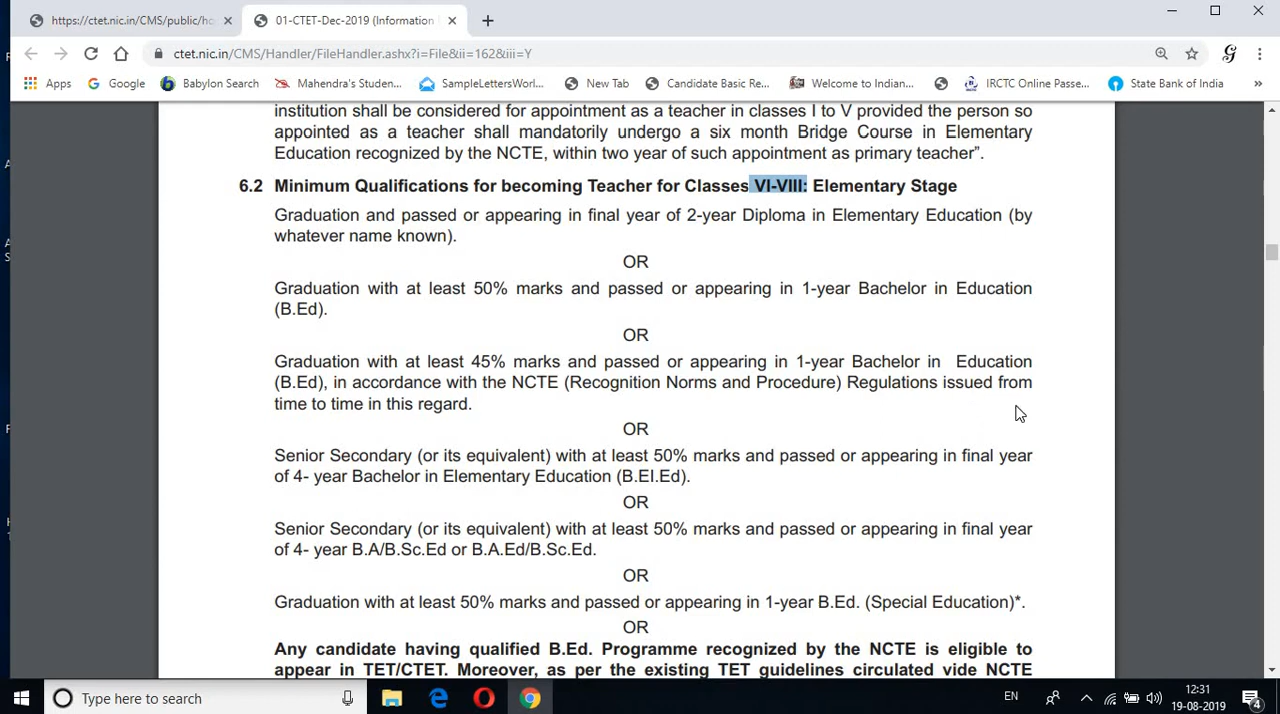 https://ctet.nic.in/CMS/public/ho
01-CTET-Dec-2019 (Information
ctet.nic.in/CMS/Handler/FileHandler.ashx?i=File&ii=162&iii=Y
Apps Google Babylon Search Mahendra's Studen... SampleLettersWorl... New Tab Candidate Basic Re... Welcome to Indian... IRCTC Online Passe... State Bank of India »
institution shall be considered for appointment as a teacher in classes I to V provided the person so
appointed as a teacher shall mandatorily undergo a six month Bridge Course in Elementary
Education recognized by the NCTE, within two year of such appointment as primary teacher”.
6.2 Minimum Qualifications for becoming Teacher for Classes VI-VIII: Elementary Stage
Graduation and passed or appearing in final year of 2-year Diploma in Elementary Education (by
whatever name known).
OR
Graduation with at least 50% marks and passed or appearing in 1-year Bachelor in Education
(B.Ed).
OR
Graduation with at least 45% marks and passed or appearing in 1-year Bachelor in Education
(B.Ed), in accordance with the NCTE (Recognition Norms and Procedure) Regulations issued from
time to time in this regard.
OR
Senior Secondary (or its equivalent) with at least 50% marks and passed or appearing in final year
of 4- year Bachelor in Elementary Education (B.El.Ed).
OR
Senior Secondary (or its equivalent) with at least 50% marks and passed or appearing in final year
of 4- year B.A/B.Sc.Ed or B.A.Ed/B.Sc.Ed.
OR
Graduation with at least 50% marks and passed or appearing in 1-year B.Ed. (Special Education)*.
OR
Any candidate having qualified B.Ed. Programme recognized by the NCTE is eligible to
appear in TET/CTET. Moreover, as per the existing TET guidelines circulated vide NCTE
Type here to search
EN
12:31
19-08-2019
4